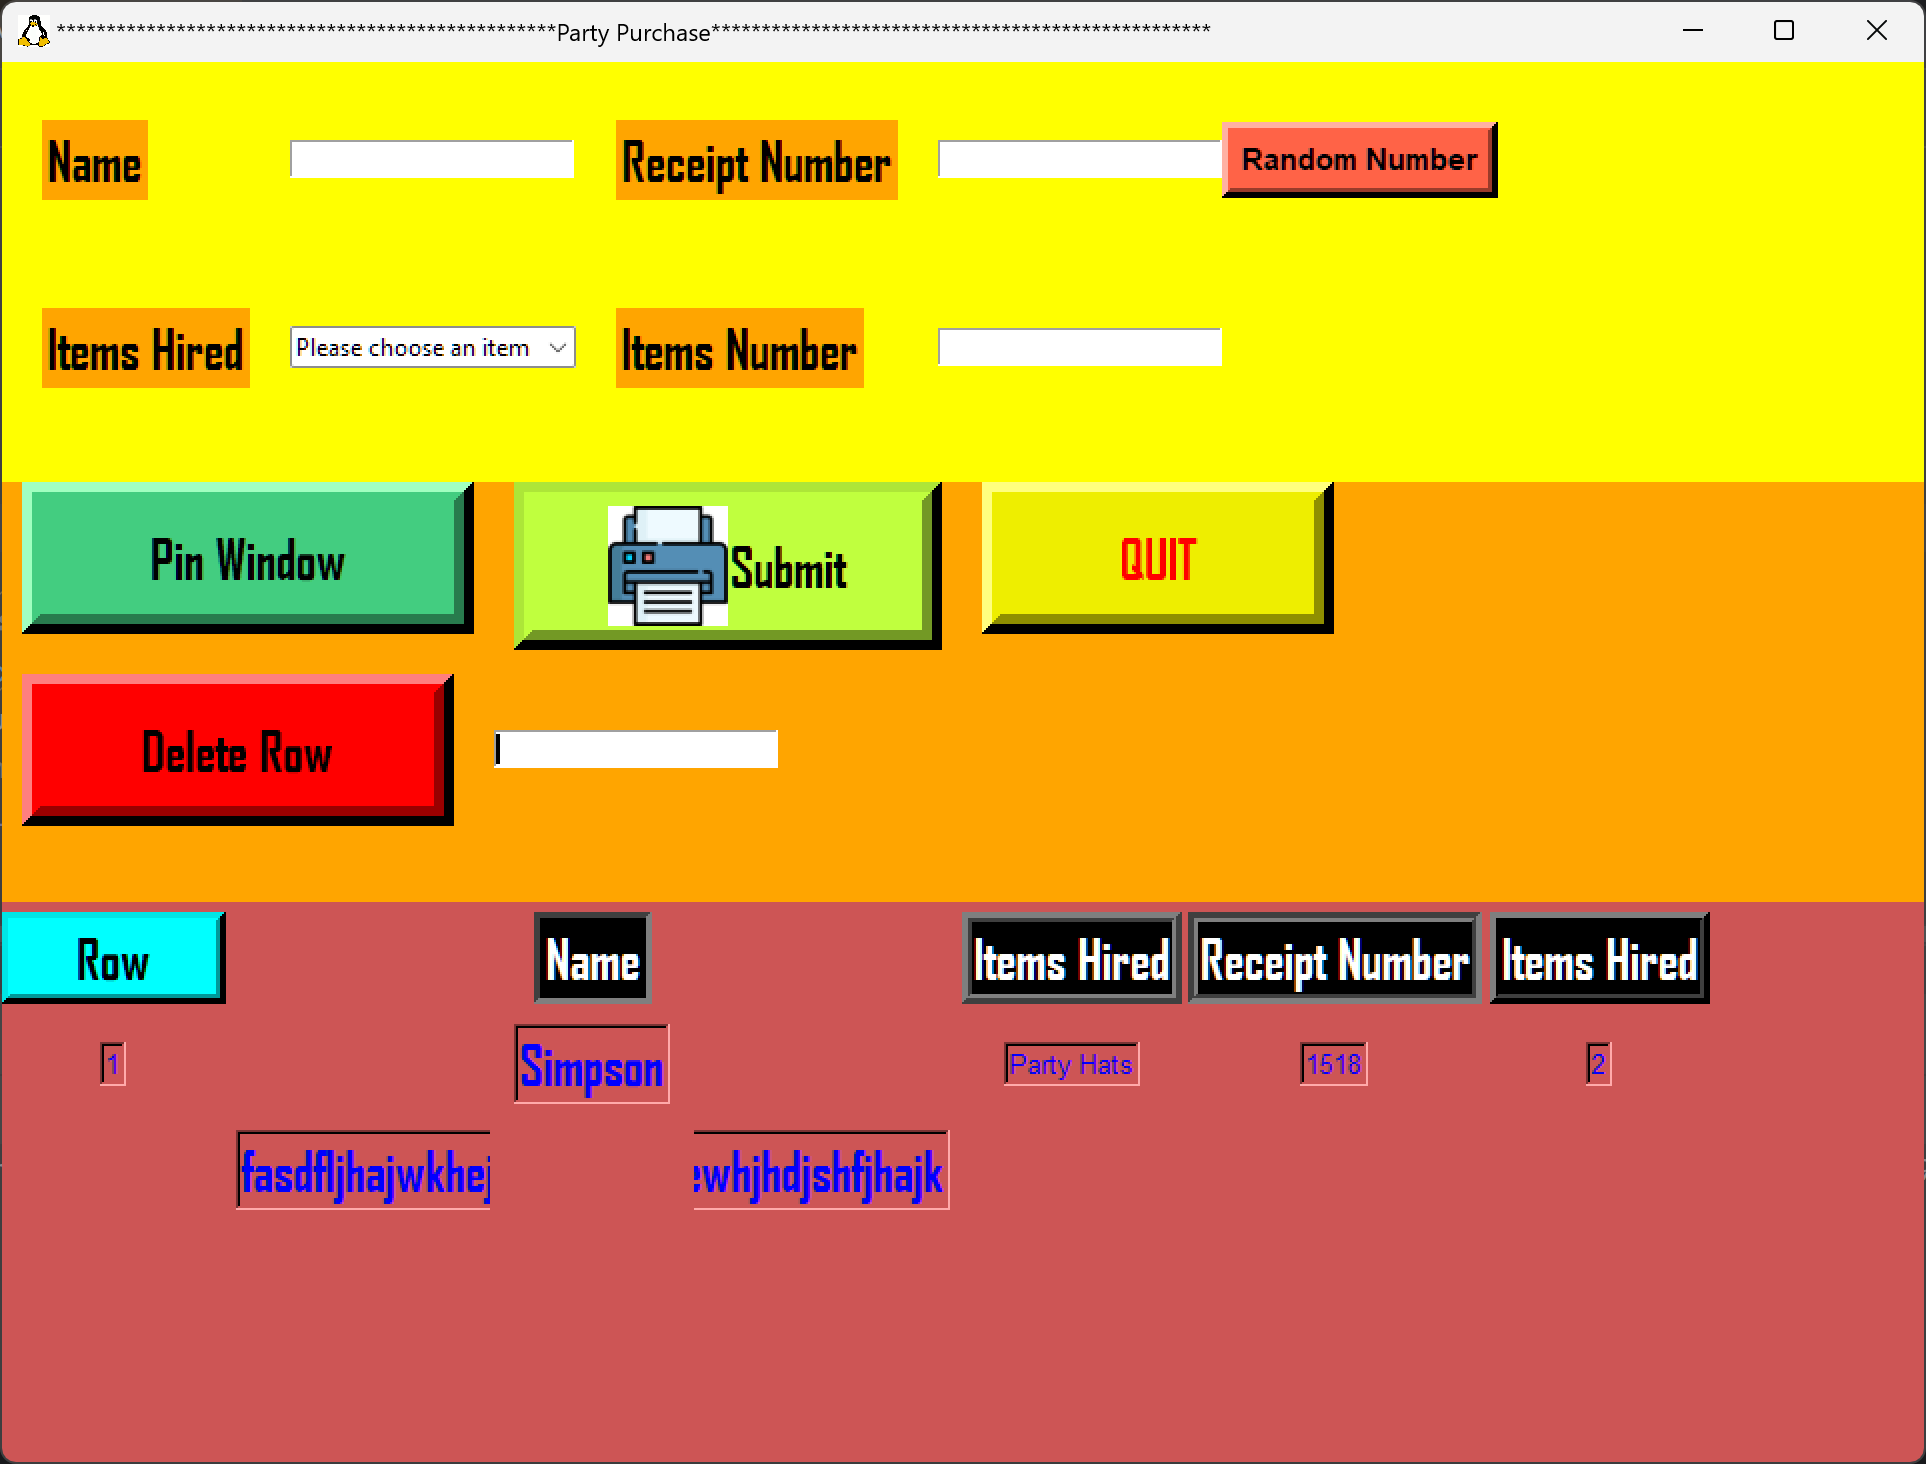 **************************************************Party Purchase**************************************************
Name
Receipt Number
Random Number
Items Hired
Please choose an item
Items Number
Pin Window
Submit
QUIT
Delete Row
Row
Name
Items Hired
Receipt Number
Items Hired
1
Simpson
Party Hats
1518
2
fasdfljhajwkhej
ewhjhdjshfjhajk